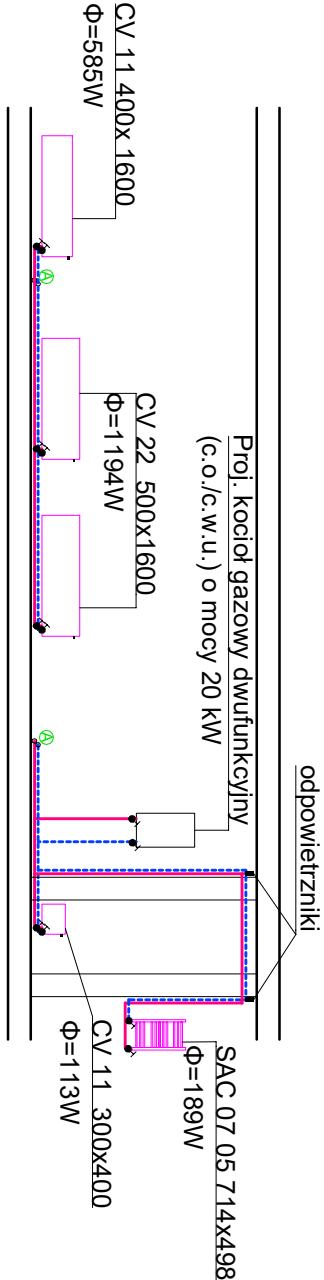 CV 11 400x 1600
Φ=585W
A
CV 22 500x1600
Φ=1194W
Proj. kocioł gazowy dwufunkcyjny
(c.o./c.w.u.) o mocy 20 kW
A
odpowietrzniki
CV 11 300x400
Φ=113W
SAC 07 05 714x498
Φ=189W